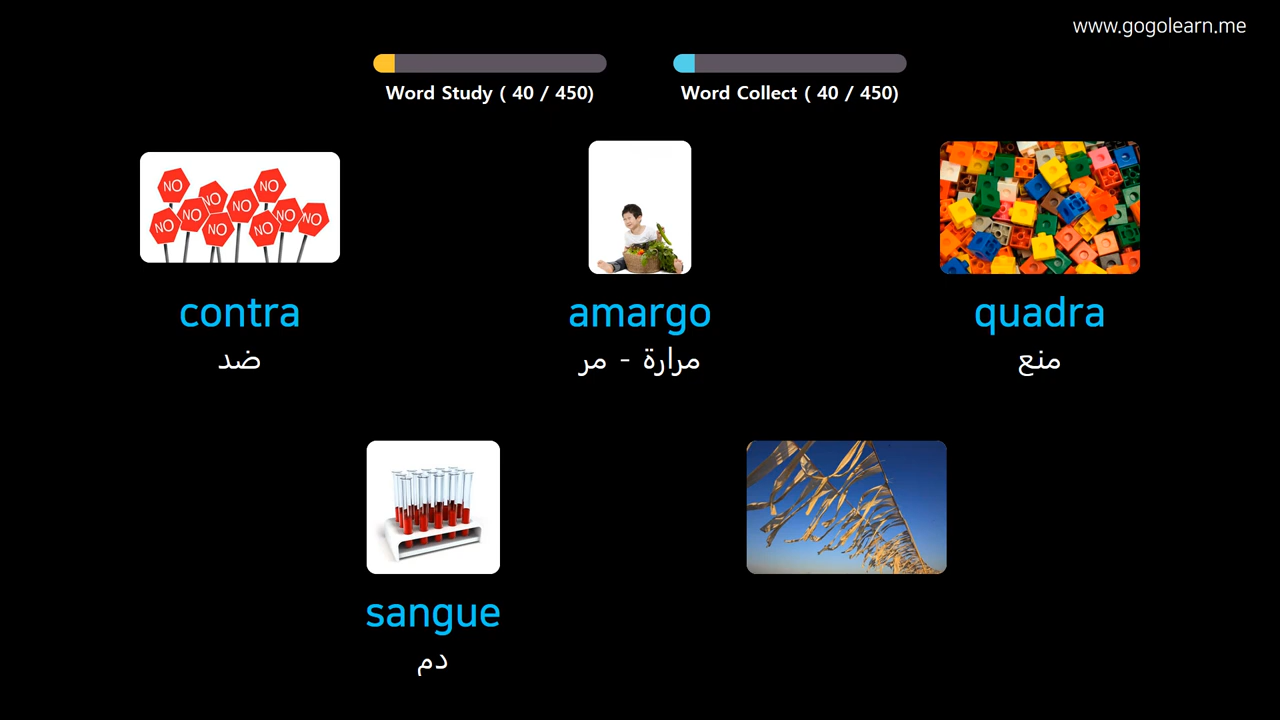 www.gogolearn.me
Word Study ( 40 / 450)
Word Collect ( 40 / 450)
NO NO NO NO NO NO NO NO NO NO
contra
ضد
amargo
مرارة - مر
quadra
منع
sangue
دم